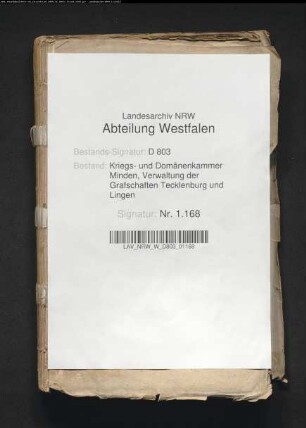 Landesarchiv NRW
Abteilung Westfalen
Bestands-Signatur: D 803
Bestand: Kriegs- und Domänenkammer
Minden, Verwaltung der
Grafschaften Tecklenburg und
Lingen
Signatur: Nr. 1.168
LAV_NRW_W_D803_01168